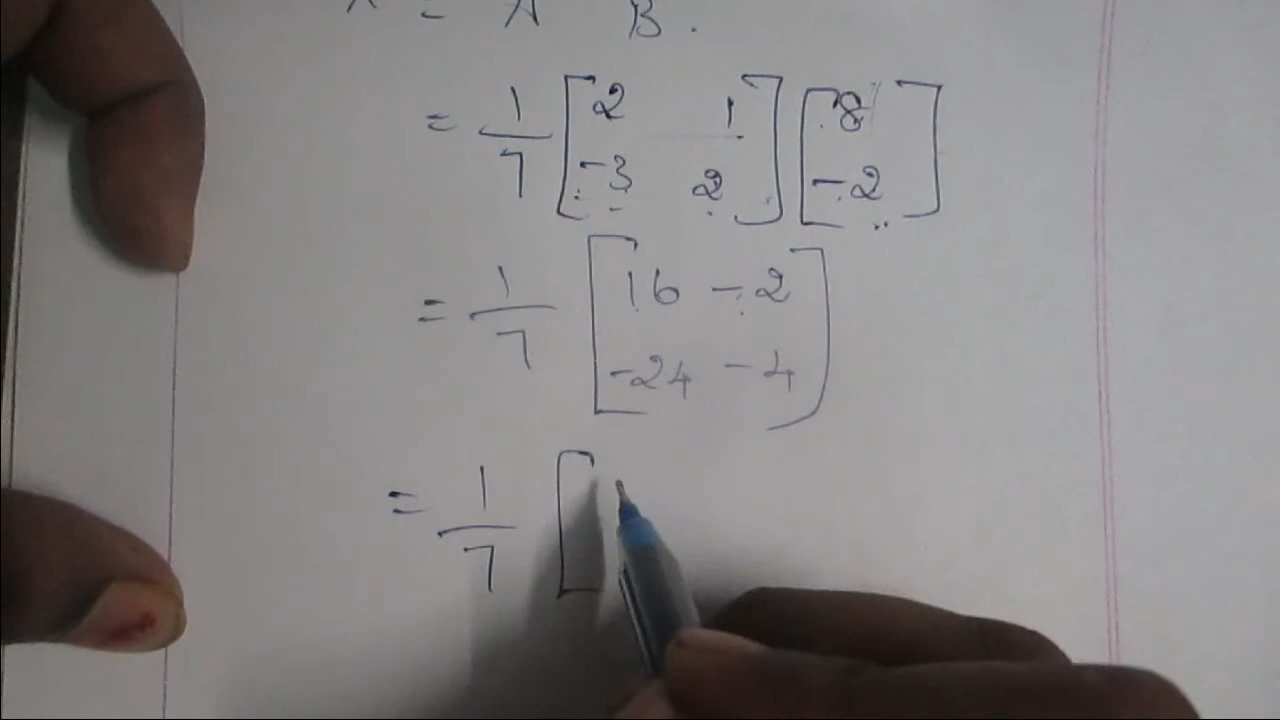 = A B.
= 1/7 [2 1 -3 2] [8 -2]
= 1/7 [16 -2 -24 -4]
= 1/7 [